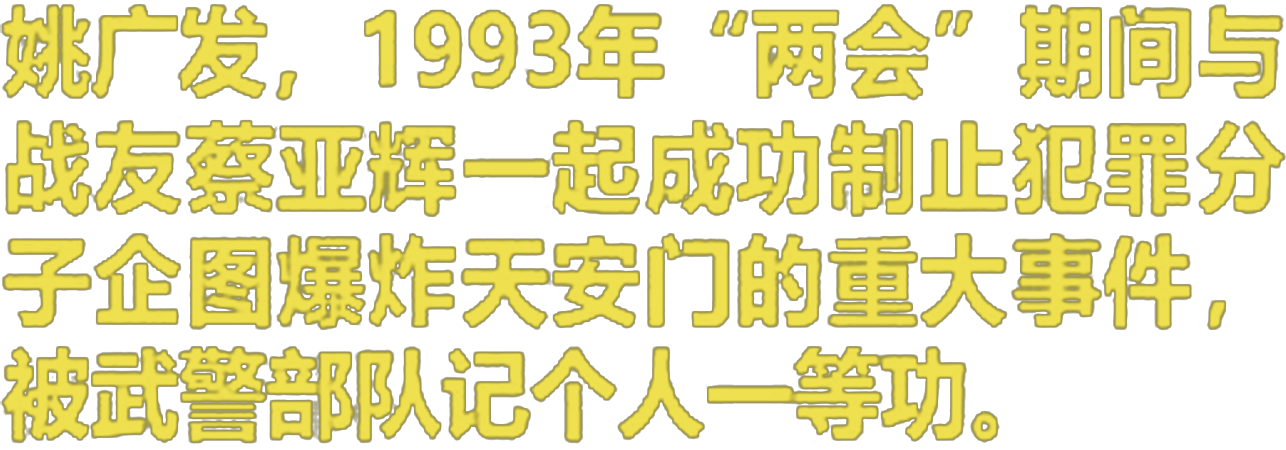 姚广发，1993年“两会”期间与
战友蔡亚辉一起成功制止犯罪分
子企图爆炸天安门的重大事件，
被武警部队记个人一等功。